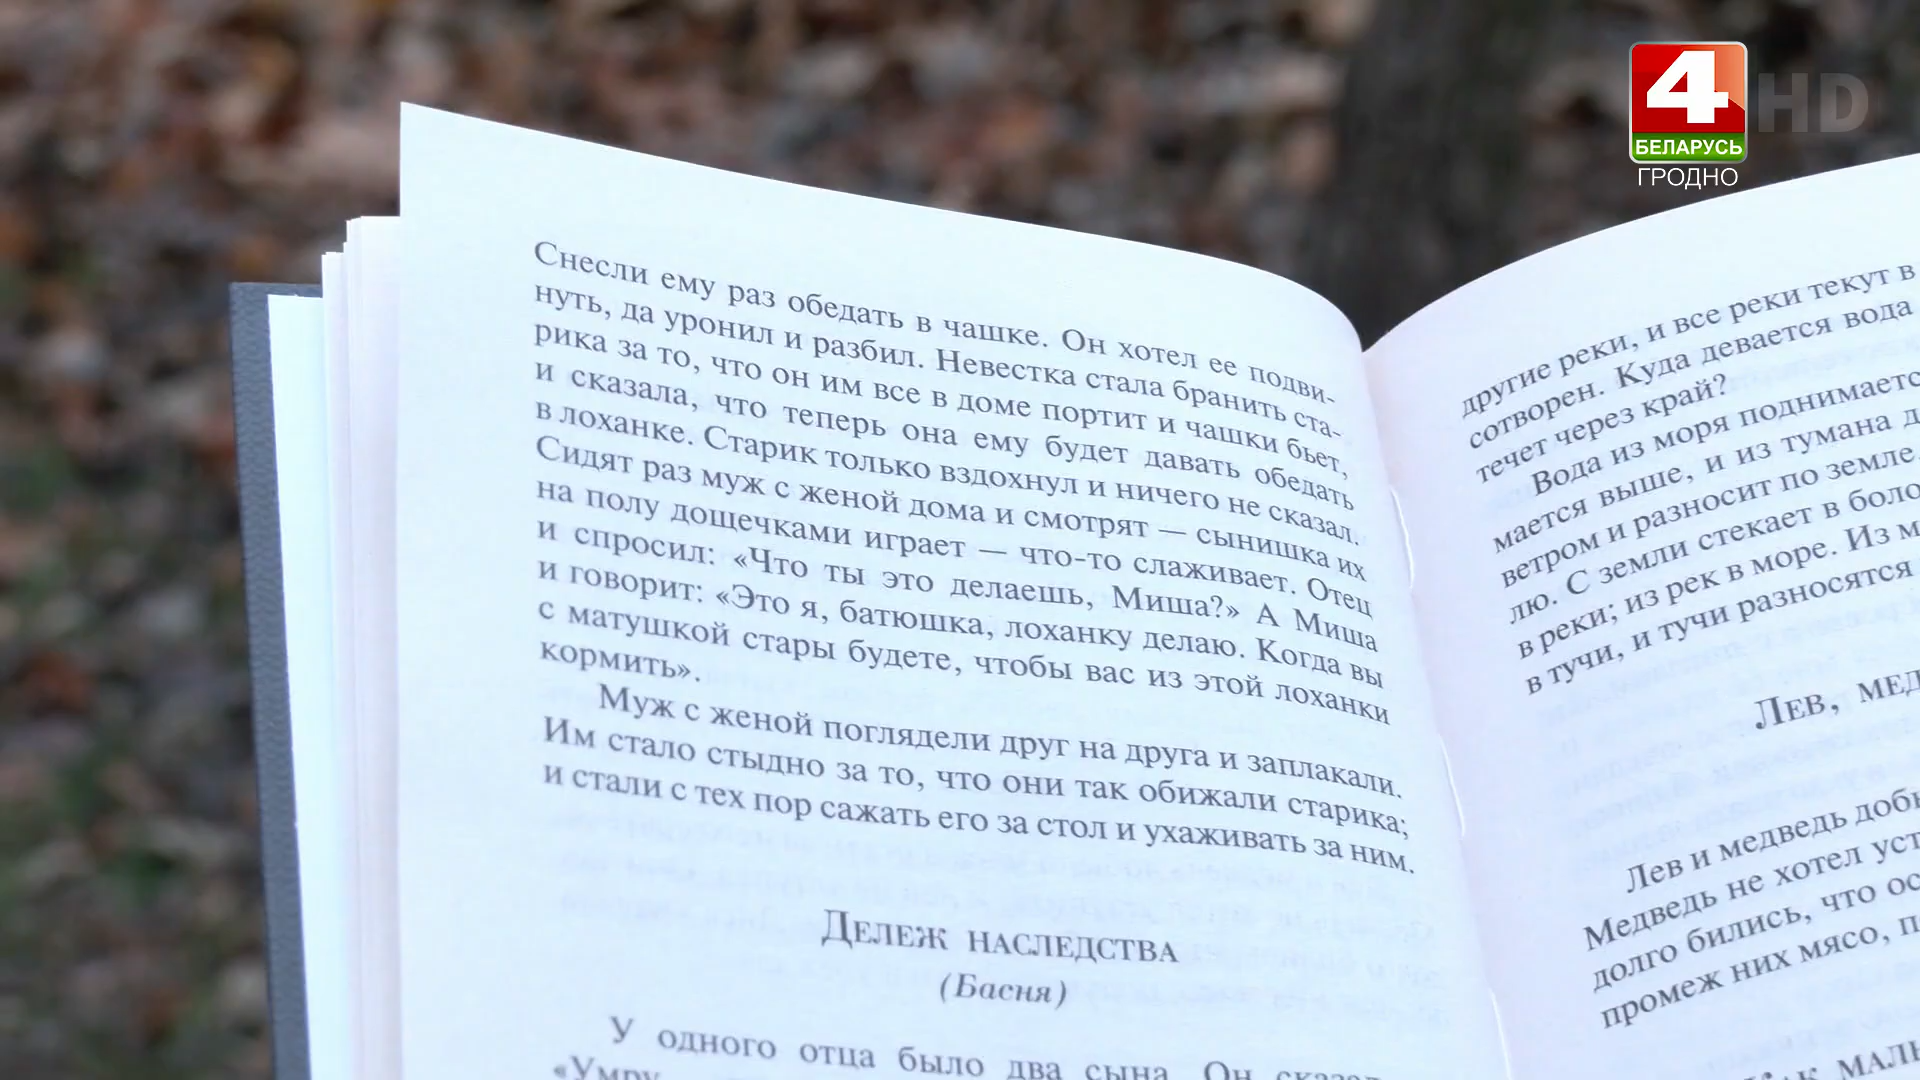 Снесли ему раз обедать в чашке. Он хотел ее подви-
нуть, да уронил и разбил. Невестка стала бранить ста-
рика за то, что он им все в доме портит и чашки бьет,
и сказала, что теперь она ему будет давать обедать
в лоханке. Старик только вздохнул и ничего не сказал.
Сидят раз муж с женой дома и смотрят — сынишка их
на полу дощечками играет — что-то слаживает. Отец
и спросил: «Что ты это делаешь, Миша?» А Миша
и говорит: «Это я, батюшка, лоханку делаю. Когда вы
с матушкой стары будете, чтобы вас из этой лоханки
кормить».
Муж с женой поглядели друг на друга и заплакали.
Им стало стыдно за то, что они так обижали старика;
и стали с тех пор сажать его за стол и ухаживать за ним.
Дележ наследства
(Басня)
У одного отца было два сына. Он
«Умру
другие реки, и все реки текут в
сотворен. Куда девается вода
течет через край?
Вода из моря поднимаетс
мается выше, и из тумана д
ветром и разносит по земле.
лю. С земли стекает в боло
в реки; из рек в море. Из м
в тучи, и тучи разносятся
Лев, мед
Лев и медведь добы
Медведь не хотел уст
долго бились, что ос
промеж них мясо, п
как маль
4 HD
БЕЛАРУСЬ
ГРОДНО